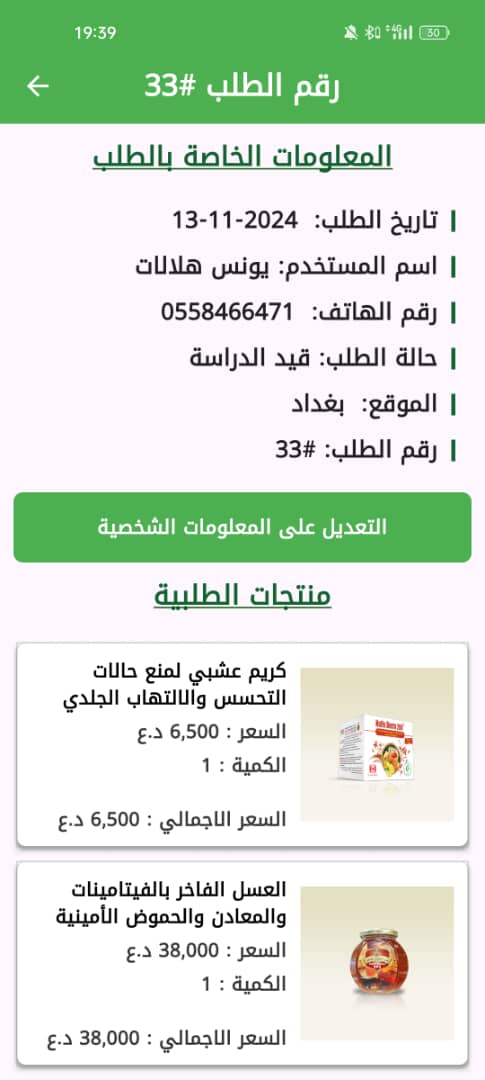 19:39
4G
30
رقم الطلب #33
المعلومات الخاصة بالطلب
تاريخ الطلب: 2024-11-13
اسم المستخدم: يونس هلالات
رقم الهاتف: 0558466471
حالة الطلب: قيد الدراسة
الموقع: بغداد
رقم الطلب: #33
التعديل على المعلومات الشخصية
منتجات الطلبية
كريم عشبي لمنع حالات
التحسس والالتهاب الجلدي
السعر : 6,500 د.ع
الكمية : 1
السعر الاجمالي : 6,500 د.ع
العسل الفاخر بالفيتامينات
والمعادن والحموض الأمينية
السعر : 38,000 د.ع
الكمية : 1
السعر الاجمالي : 38,000 د.ع